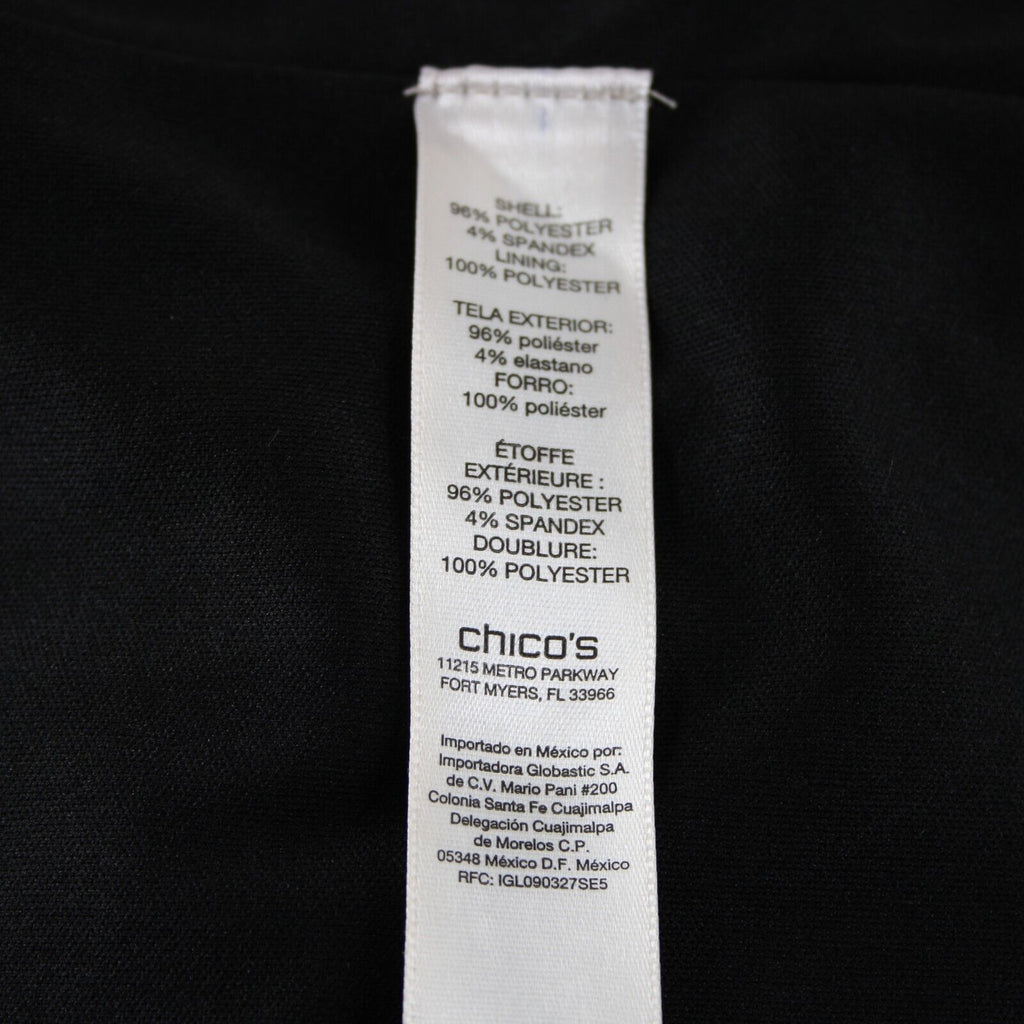 SHELL:
96% POLYESTER
4% SPANDEX
LINING:
100% POLYESTER
TELA EXTERIOR:
96% poliéster
4% elastano
FORRO:
100% poliéster
ÉTOFFE
EXTÉRIEURE :
96% POLYESTER
4% SPANDEX
DOUBLURE:
100% POLYESTER
chico's
11215 METRO PARKWAY
FORT MYERS, FL 33966
Importado en México por:
Importadora Globastic S.A.
de C.V. Mario Pani #200
Colonia Santa Fe Cuajimalpa
Delegación Cuajimalpa
de Morelos C.P.
05348 México D.F. México
RFC: IGL090327SE5